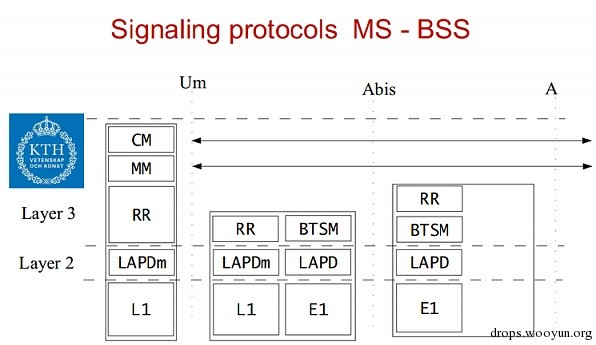 Signaling protocols MS - BSS
Um
Abis
A
KTH
VETENSKAP
OCH KONST
CM
MM
Layer 3
RR
RR
BTSM
RR
BTSM
Layer 2
LAPDm
LAPDm
LAPD
LAPD
L1
L1
E1
E1
drops.wooyun.org